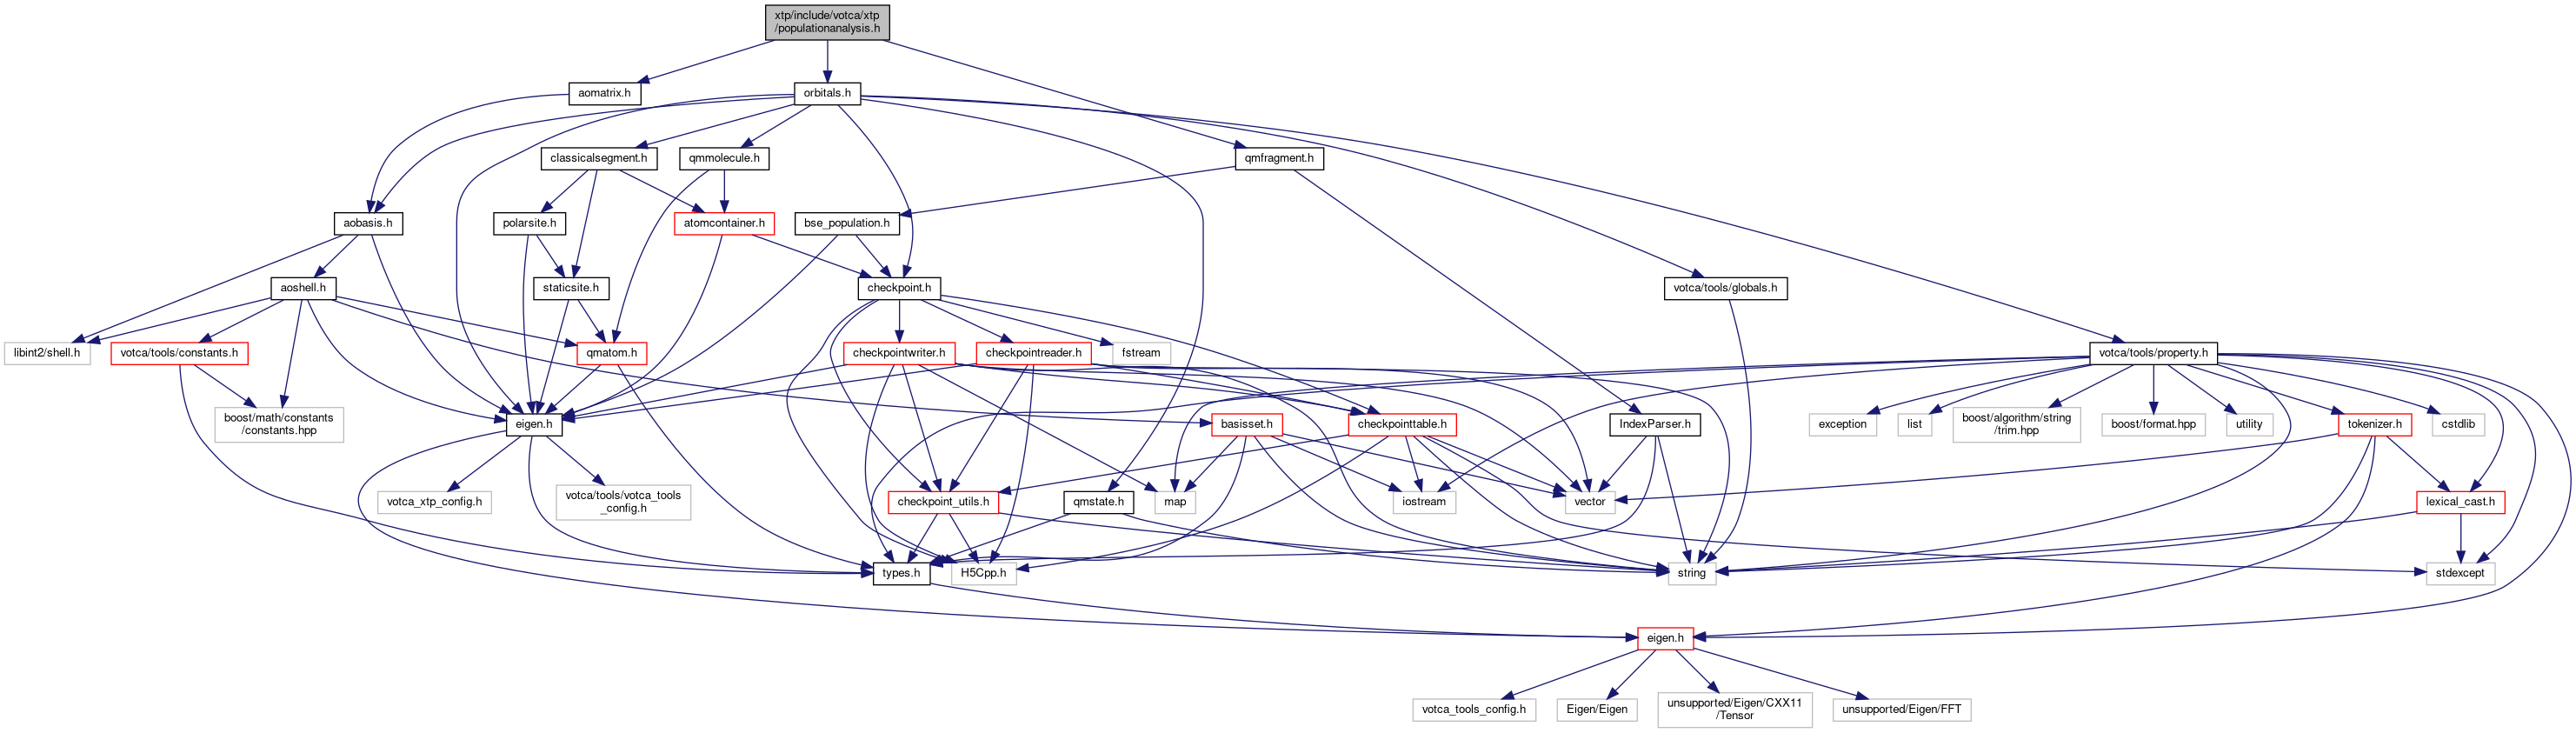 xtp/include/votca/xtp
/populationanalysis.h
aomatrix.h
orbitals.h
classicalsegment.h
qmmolecule.h
qmfragment.h
aobasis.h
polarsite.h
atomcontainer.h
bse_population.h
aoshell.h
staticsite.h
checkpoint.h
votca/tools/globals.h
libint2/shell.h
votca/tools/constants.h
qmatom.h
checkpointwriter.h
checkpointreader.h
fstream
votca/tools/property.h
boost/math/constants
/constants.hpp
eigen.h
basisset.h
checkpointtable.h
IndexParser.h
exception
list
boost/algorithm/string
/trim.hpp
boost/format.hpp
utility
tokenizer.h
cstdlib
votca_xtp_config.h
votca/tools/votca_tools
_config.h
checkpoint_utils.h
qmstate.h
map
iostream
vector
lexical_cast.h
types.h
H5Cpp.h
string
stdexcept
eigen.h
votca_tools_config.h
Eigen/Eigen
unsupported/Eigen/CXX11
/Tensor
unsupported/Eigen/FFT